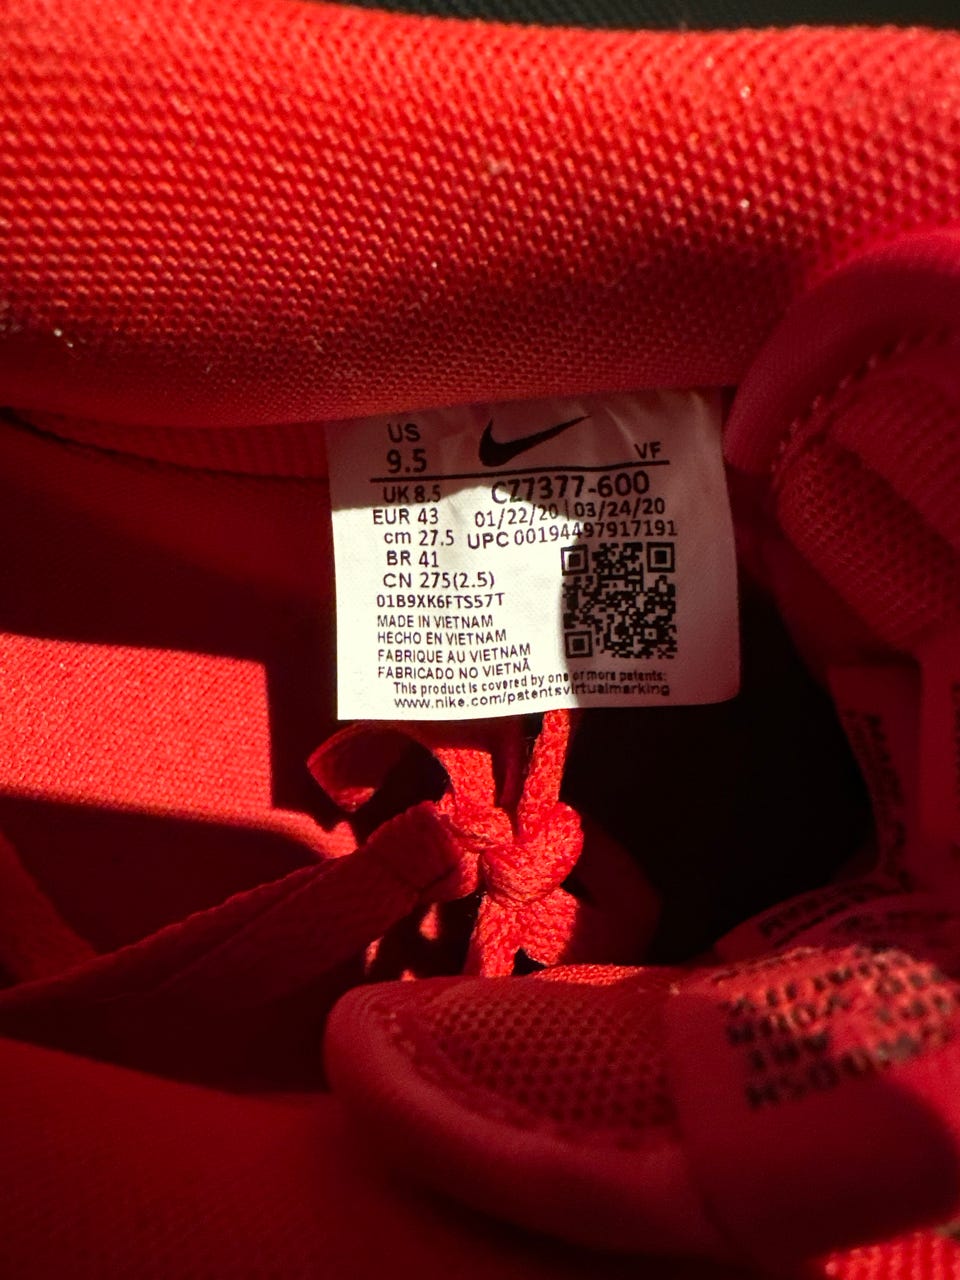 US
9.5
VF
UK 8.5
CZ7377-600
EUR 43
01/22/20 | 03/24/20
cm 27.5
UPC 00194497917191
BR 41
CN 275(2.5)
01B9XK6FTS57T
MADE IN VIETNAM
HECHO EN VIETNAM
FABRIQUE AU VIETNAM
FABRICADO NO VIETNÃ
This product is covered by one or more patents:
www.nike.com/patentsvirtualmarking